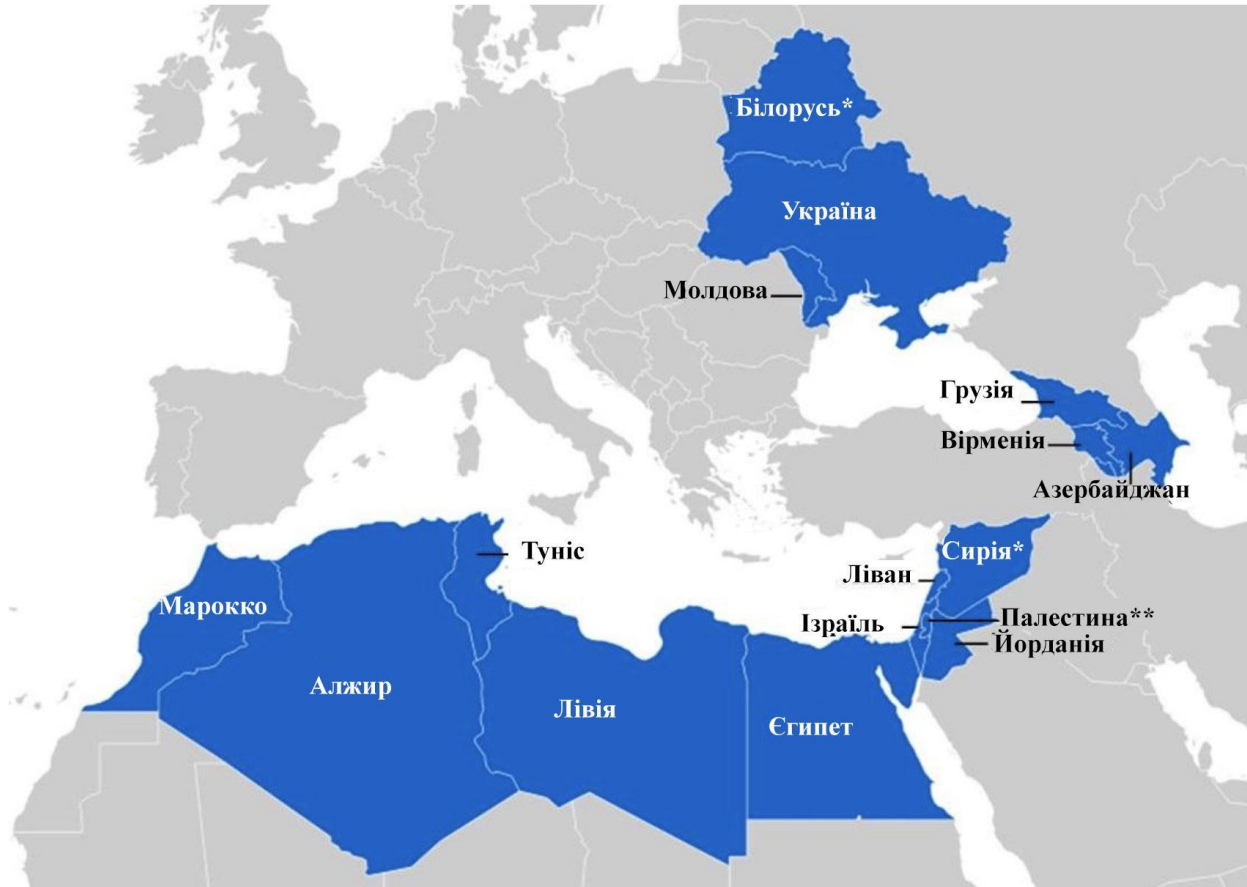 Білорусь*
Україна
Молдова
Грузія
Вірменія
Азербайджан
Туніс
Сирія*
Ліван
Марокко
Ізраїль
Палестина**
Йорданія
Алжир
Лівія
Єгипет